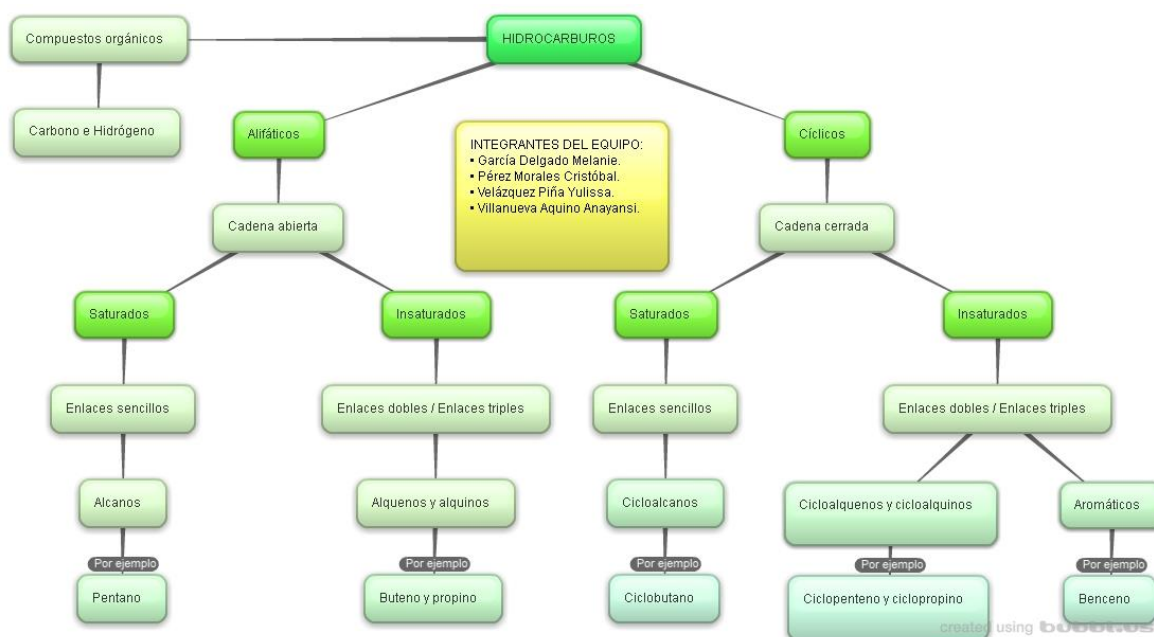 HIDROCARBUROS
Compuestos orgánicos
Carbono e Hidrógeno
Alifáticos
Cíclicos
INTEGRANTES DEL EQUIPO:
▪ García Delgado Melanie.
▪ Pérez Morales Cristóbal.
▪ Velázquez Piña Yulissa.
▪ Villanueva Aquino Anayansi.
Cadena abierta
Cadena cerrada
Saturados
Insaturados
Saturados
Insaturados
Enlaces sencillos
Enlaces dobles / Enlaces triples
Enlaces sencillos
Enlaces dobles / Enlaces triples
Alcanos
Alquenos y alquinos
Cicloalcanos
Cicloalquenos y cicloalquinos
Aromáticos
Por ejemplo
Por ejemplo
Por ejemplo
Por ejemplo
Por ejemplo
Pentano
Buteno y propino
Ciclobutano
Ciclopenteno y ciclopropino
Benceno
created using bubbl.us